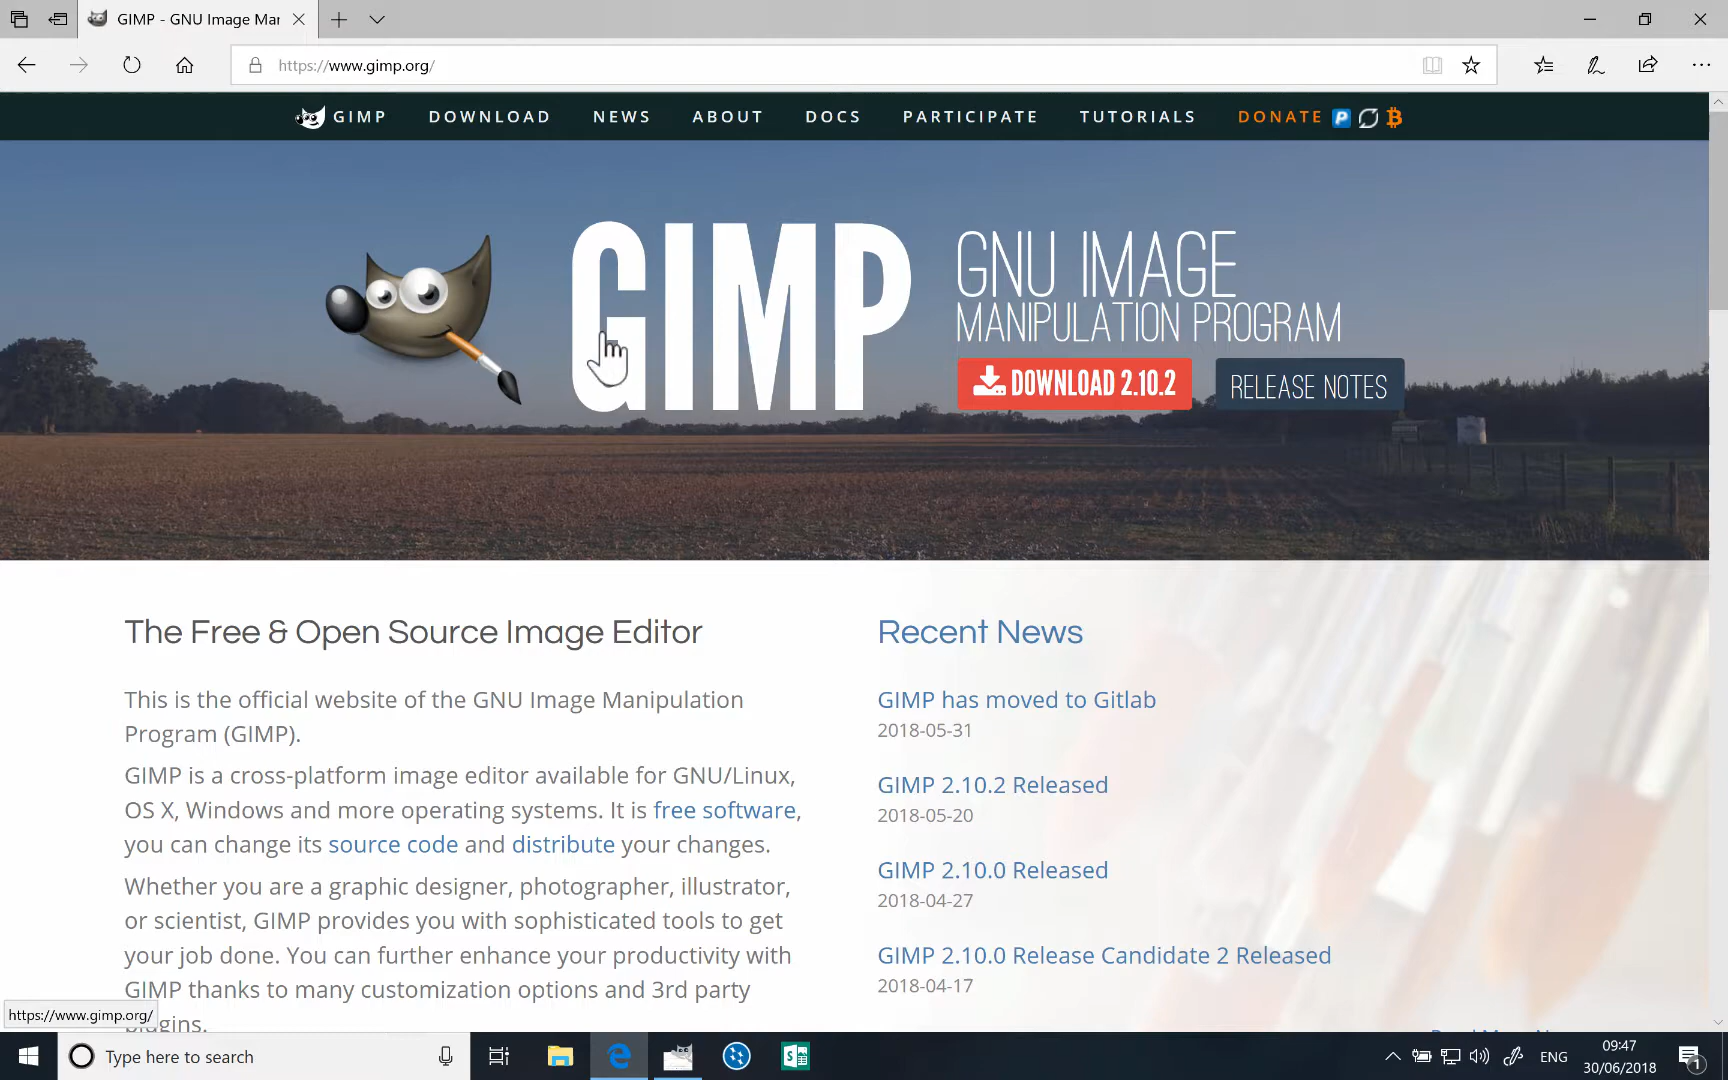 GIMP - GNU Image Mar
https://www.gimp.org/
GIMP DOWNLOAD NEWS ABOUT DOCS PARTICIPATE TUTORIALS DONATE
GIMP
GNU IMAGE
MANIPULATION PROGRAM
DOWNLOAD 2.10.2
RELEASE NOTES
The Free & Open Source Image Editor
This is the official website of the GNU Image Manipulation
Program (GIMP).
GIMP is a cross-platform image editor available for GNU/Linux,
OS X, Windows and more operating systems. It is free software,
you can change its source code and distribute your changes.
Whether you are a graphic designer, photographer, illustrator,
or scientist, GIMP provides you with sophisticated tools to get
your job done. You can further enhance your productivity with
GIMP thanks to many customization options and 3rd party
plugins.
Recent News
GIMP has moved to Gitlab
2018-05-31
GIMP 2.10.2 Released
2018-05-20
GIMP 2.10.0 Released
2018-04-27
GIMP 2.10.0 Release Candidate 2 Released
2018-04-17
https://www.gimp.org/
Type here to search
ENG
09:47
30/06/2018
1